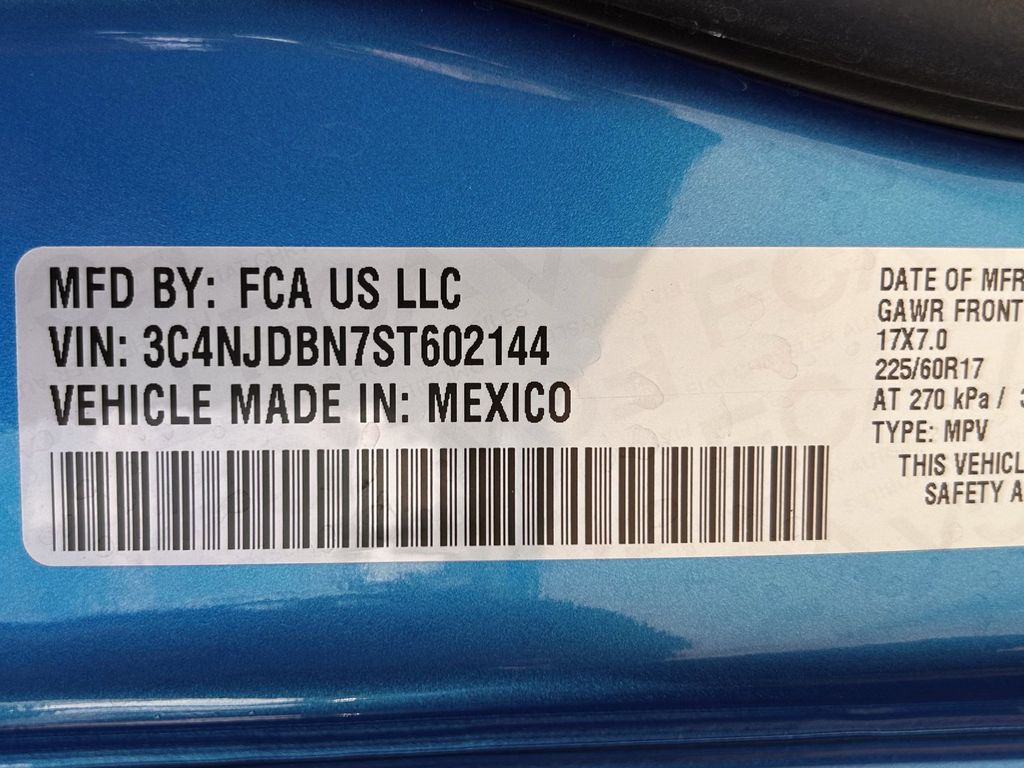 MFD BY: FCA US LLC
VIN: 3C4NJDBN7ST602144
VEHICLE MADE IN: MEXICO
DATE OF MFR
GAWR FRONT
17X7.0
225/60R17
AT 270 kPa /
TYPE: MPV
THIS VEHICL
SAFETY A